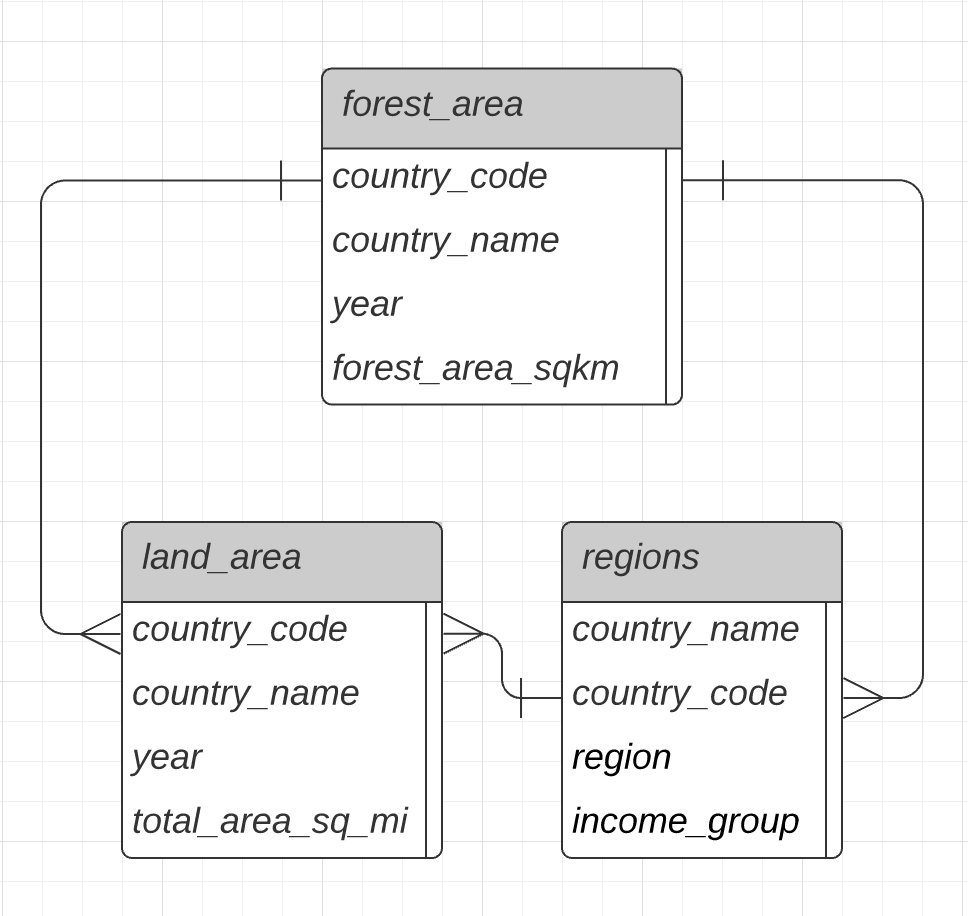 forest_area
country_code
country_name
year
forest_area_sqkm
land_area
country_code
country_name
year
total_area_sq_mi
regions
country_name
country_code
region
income_group